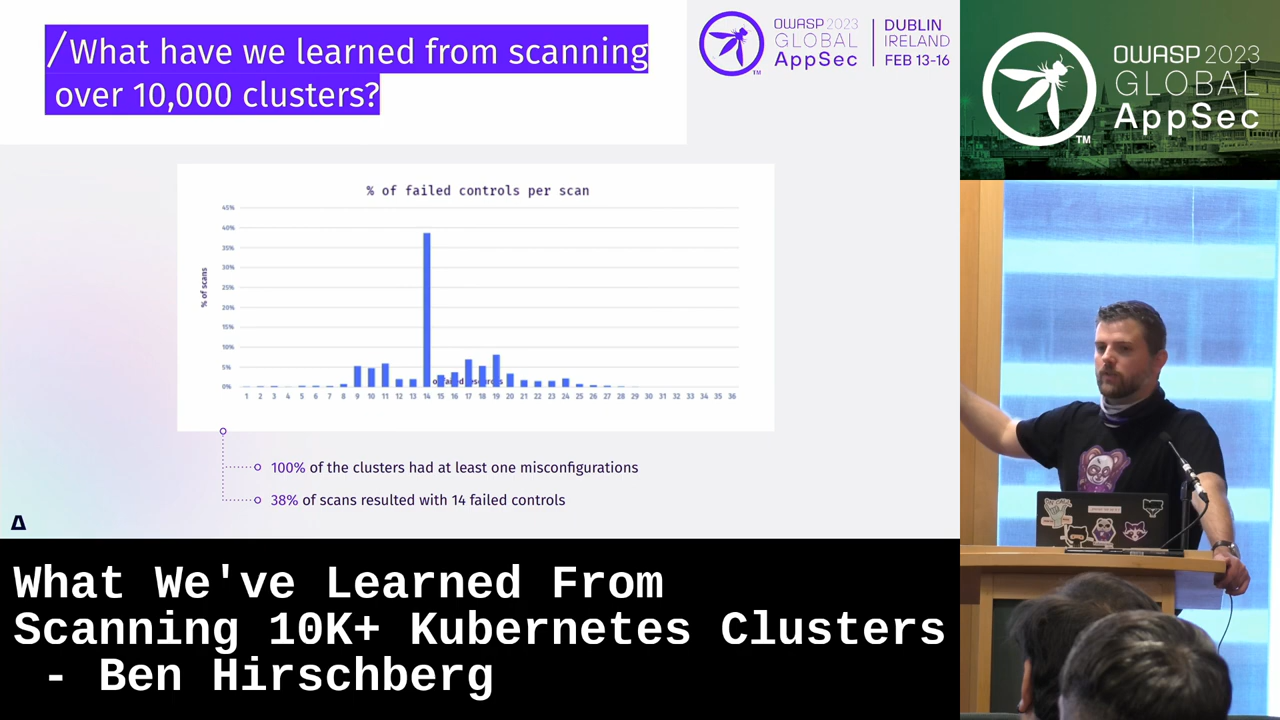 /What have we learned from scanning
over 10,000 clusters?
OWASP 2023
GLOBAL
AppSec
TM
DUBLIN
IRELAND
FEB 13-16
OWASP 2023
GLOBAL
AppSec
TM
% of failed controls per scan
% of scans
45%
40%
35%
30%
25%
20%
15%
10%
5%
0%
1 2 3 4 5 6 7 8 9 10 11 12 13 14 15 16 17 18 19 20 21 22 23 24 25 26 27 28 29 30 31 32 33 34 35 36
100% of the clusters had at least one misconfigurations
38% of scans resulted with 14 failed controls
What We've Learned From
Scanning 10K+ Kubernetes Clusters
- Ben Hirschberg